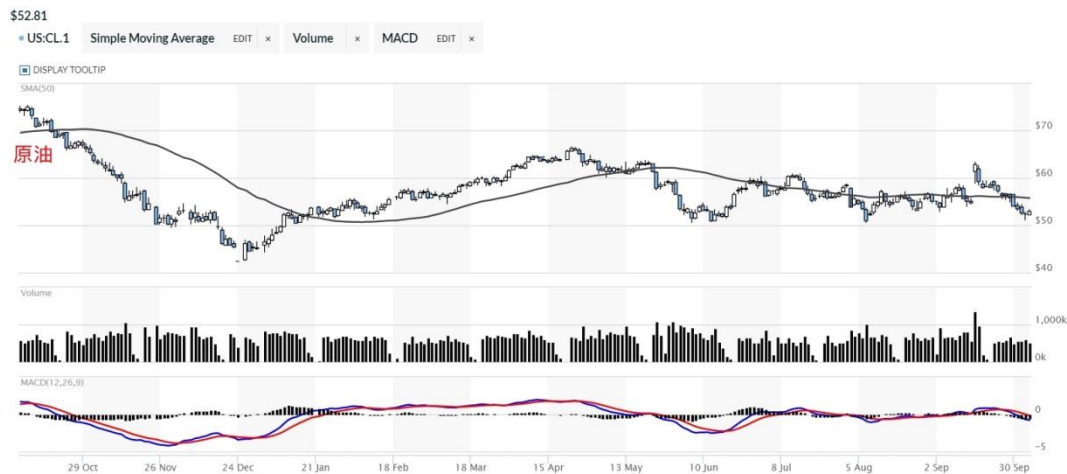 $52.81
US:CL.1 Simple Moving Average EDIT × Volume × MACD EDIT ×
DISPLAY TOOLTIP
SMA(50)
$70
原油
$60
$50
$40
Volume
1,000k
0k
MACD(12,26,9)
0
-5
29 Oct 26 Nov 24 Dec 21 Jan 18 Feb 18 Mar 15 Apr 13 May 10 Jun 8 Jul 5 Aug 2 Sep 30 Sep